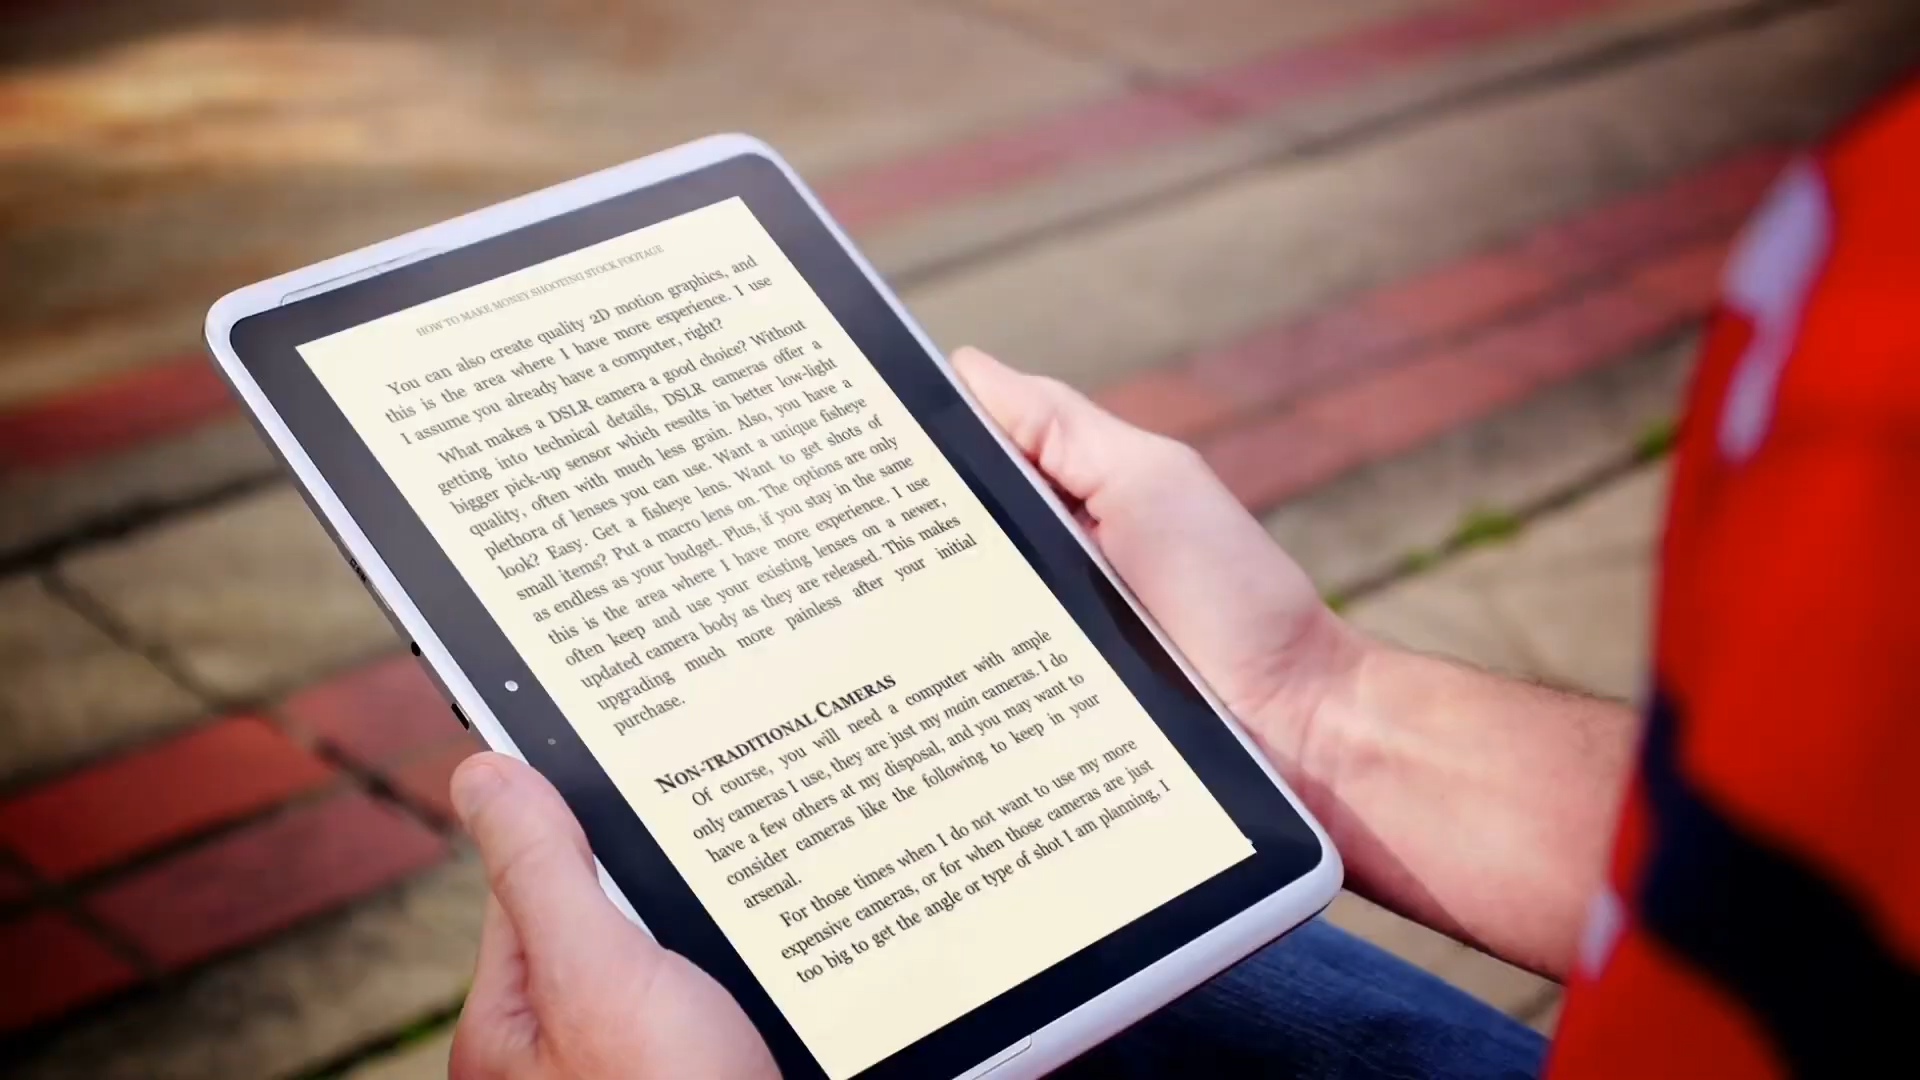 HOW TO MAKE MONEY SHOOTING STOCK FOOTAGE
You can also create quality 2D motion graphics, and
this is the area where I have more experience. I use
I assume you already have a computer, right?
What makes a DSLR camera a good choice? Without
getting into technical details, DSLR cameras offer a
bigger pick-up sensor which results in better low-light
quality, often with much less grain. Also, you have a
plethora of lenses you can use. Want a unique fisheye
look? Easy. Get a fisheye lens. Want to get shots of
small items? Put a macro lens on. The options are only
as endless as your budget. Plus, if you stay in the same
this is the area where I have more experience. I use
often keep and use your existing lenses on a newer,
updated camera body as they are released. This makes
upgrading much more painless after your initial
purchase.
NON-TRADITIONAL CAMERAS
Of course, you will need a computer with ample
only cameras I use, they are just my main cameras. I do
have a few others at my disposal, and you may want to
consider cameras like the following to keep in your
arsenal.
For those times when I do not want to use my more
expensive cameras, or for when those cameras are just
too big to get the angle or type of shot I am planning, I